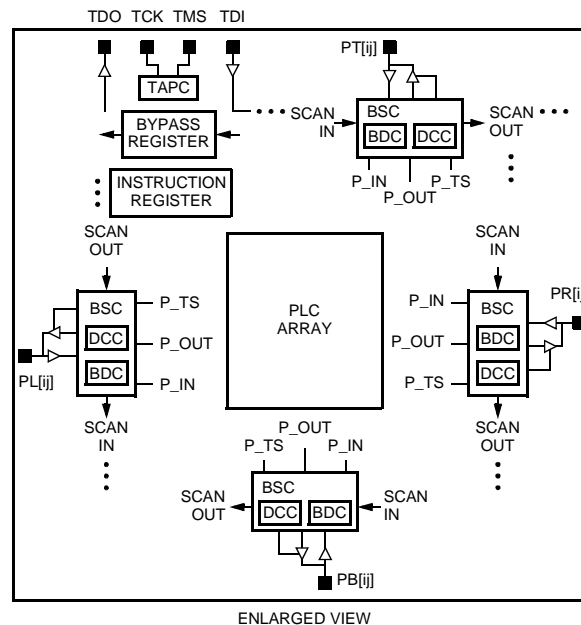 TDO TCK TMS TDI
PT[ij]
TAPC
SCAN
IN
BSC
BDC DCC
SCAN
OUT
BYPASS
REGISTER
P_IN
P_OUT
P_TS
INSTRUCTION
REGISTER
SCAN
OUT
SCAN
IN
BSC
DCC
BDC
P_TS
P_OUT
P_IN
PL[ij]
SCAN
IN
PLC
ARRAY
P_IN
P_OUT
P_TS
BSC
BDC
DCC
PR[i
SCAN
OUT
P_OUT
P_TS
P_IN
BSC
DCC BDC
SCAN
OUT
SCAN
IN
PB[ij]
ENLARGED VIEW